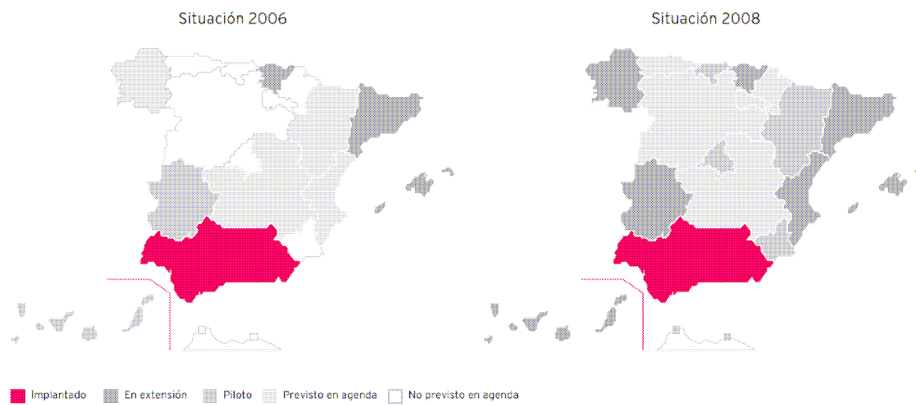 Situación 2006
Situación 2008
Implantado
En extensión
Piloto
Previsto en agenda
No previsto en agenda